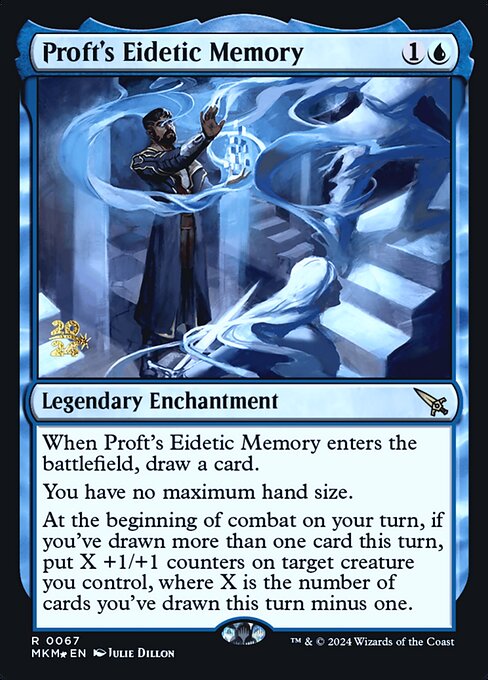 Proft's Eidetic Memory 1
2024
Legendary Enchantment
When Proft's Eidetic Memory enters the
battlefield, draw a card.
You have no maximum hand size.
At the beginning of combat on your turn, if
you've drawn more than one card this turn,
put X +1/+1 counters on target creature
you control, where X is the number of
cards you've drawn this turn minus one.
R 0067
MKM★EN Julie Dillon
™ & © 2024 Wizards of the Coast